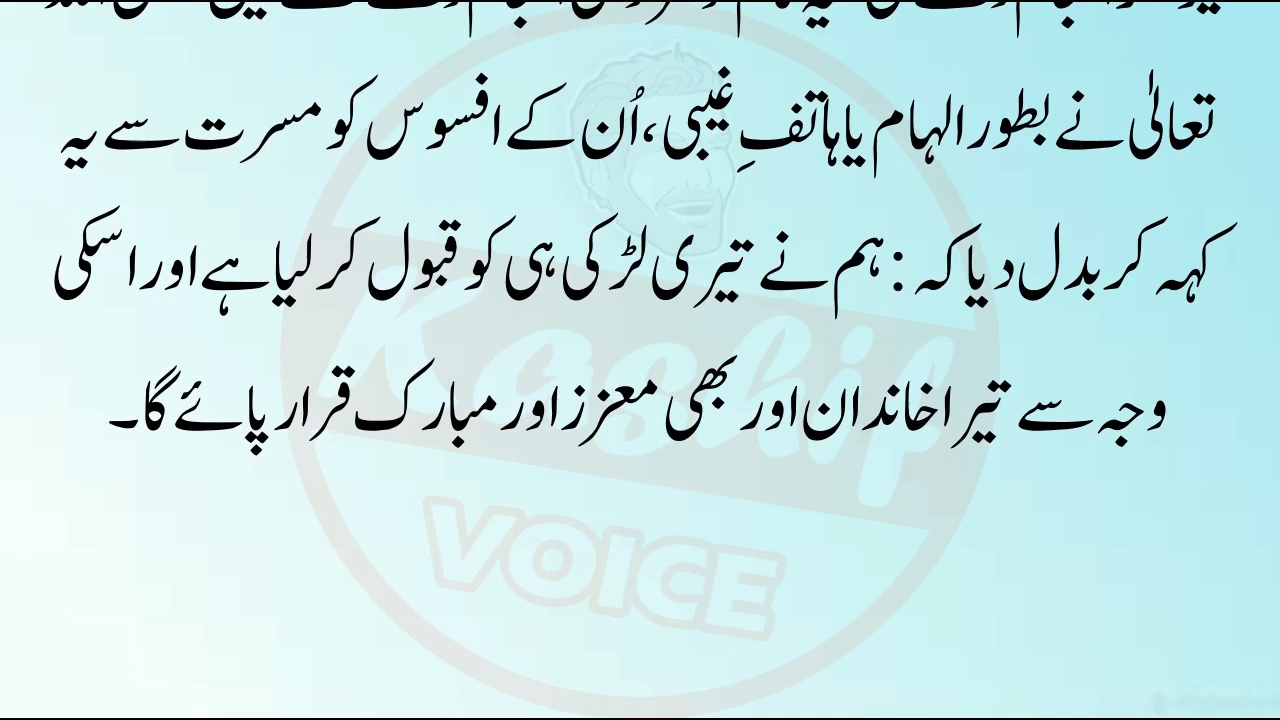 تعالیٰ نے بطور الہام یا ہاتفِ غیبی، اُن کے افسوس کو مسرت سے یہ
کہہ کر بدل دیا کہ : ہم نے تیری لڑکی ہی کو قبول کر لیا ہے اور اسکی
وجہ سے تیرا خاندان اور بھی معزز اور مبارک قرار پائے گا۔
Kashif
VOICE